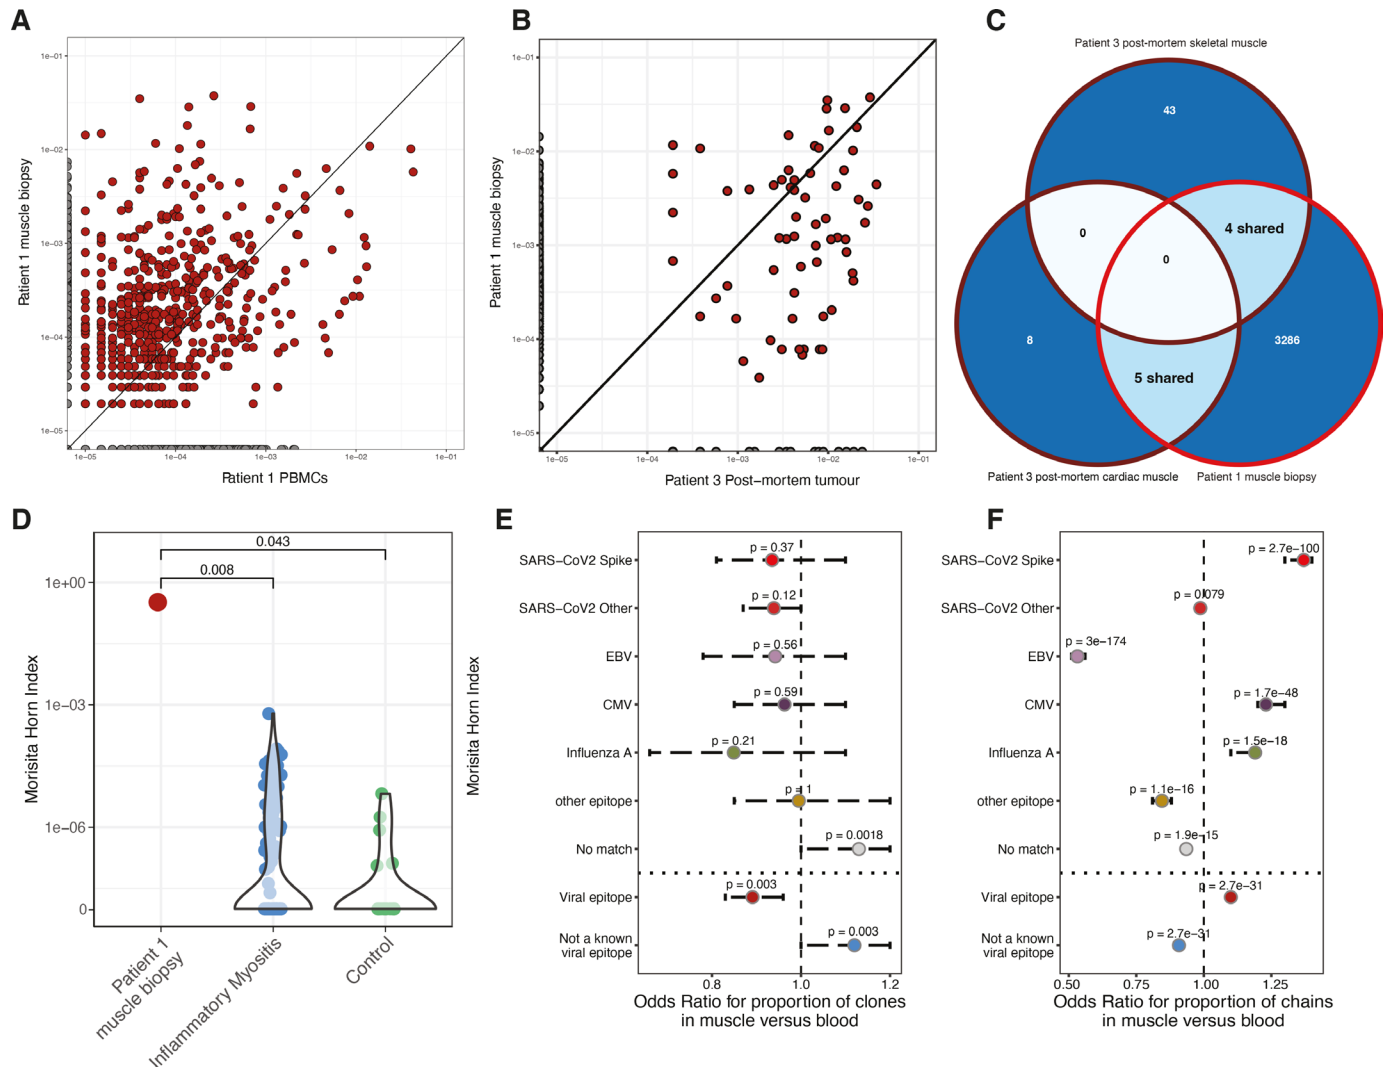 A
1e−01
1e−02
1e−03
1e−04
1e−05
1e−05
1e−04
1e−03
1e−02
1e−01
Patient 1 muscle biopsy
Patient 1 PBMCs
B
1e−01
1e−02
1e−03
1e−04
1e−05
1e−05
1e−04
1e−03
1e−02
1e−01
Patient 1 muscle biopsy
Patient 3 Post−mortem tumour
C
Patient 3 post-mortem skeletal muscle
43
0
4 shared
0
8
3286
5 shared
Patient 3 post-mortem cardiac muscle
Patient 1 muscle biopsy
D
0.043
0.008
1e+00
1e−03
1e−06
0
Morisita Horn Index
Patient 1
muscle biopsy
Inflammatory Myositis
Control
Morisita Horn Index
E
SARS−CoV2 Spike
p = 0.37
SARS−CoV2 Other
p = 0.12
EBV
p = 0.56
CMV
p = 0.59
Influenza A
p = 0.21
other epitope
p = 1
No match
p = 0.0018
Viral epitope
p = 0.003
Not a known
viral epitope
p = 0.003
0.8
1.0
1.2
Odds Ratio for proportion of clones
in muscle versus blood
F
SARS−CoV2 Spike
p = 2.7e−100
SARS−CoV2 Other
p = 0.079
EBV
p = 3e−174
CMV
p = 1.7e−48
Influenza A
p = 1.5e−18
other epitope
p = 1.1e−16
No match
p = 1.9e−15
Viral epitope
p = 2.7e−31
Not a known
viral epitope
p = 2.7e−31
0.50
0.75
1.00
1.25
Odds Ratio for proportion of chains
in muscle versus blood